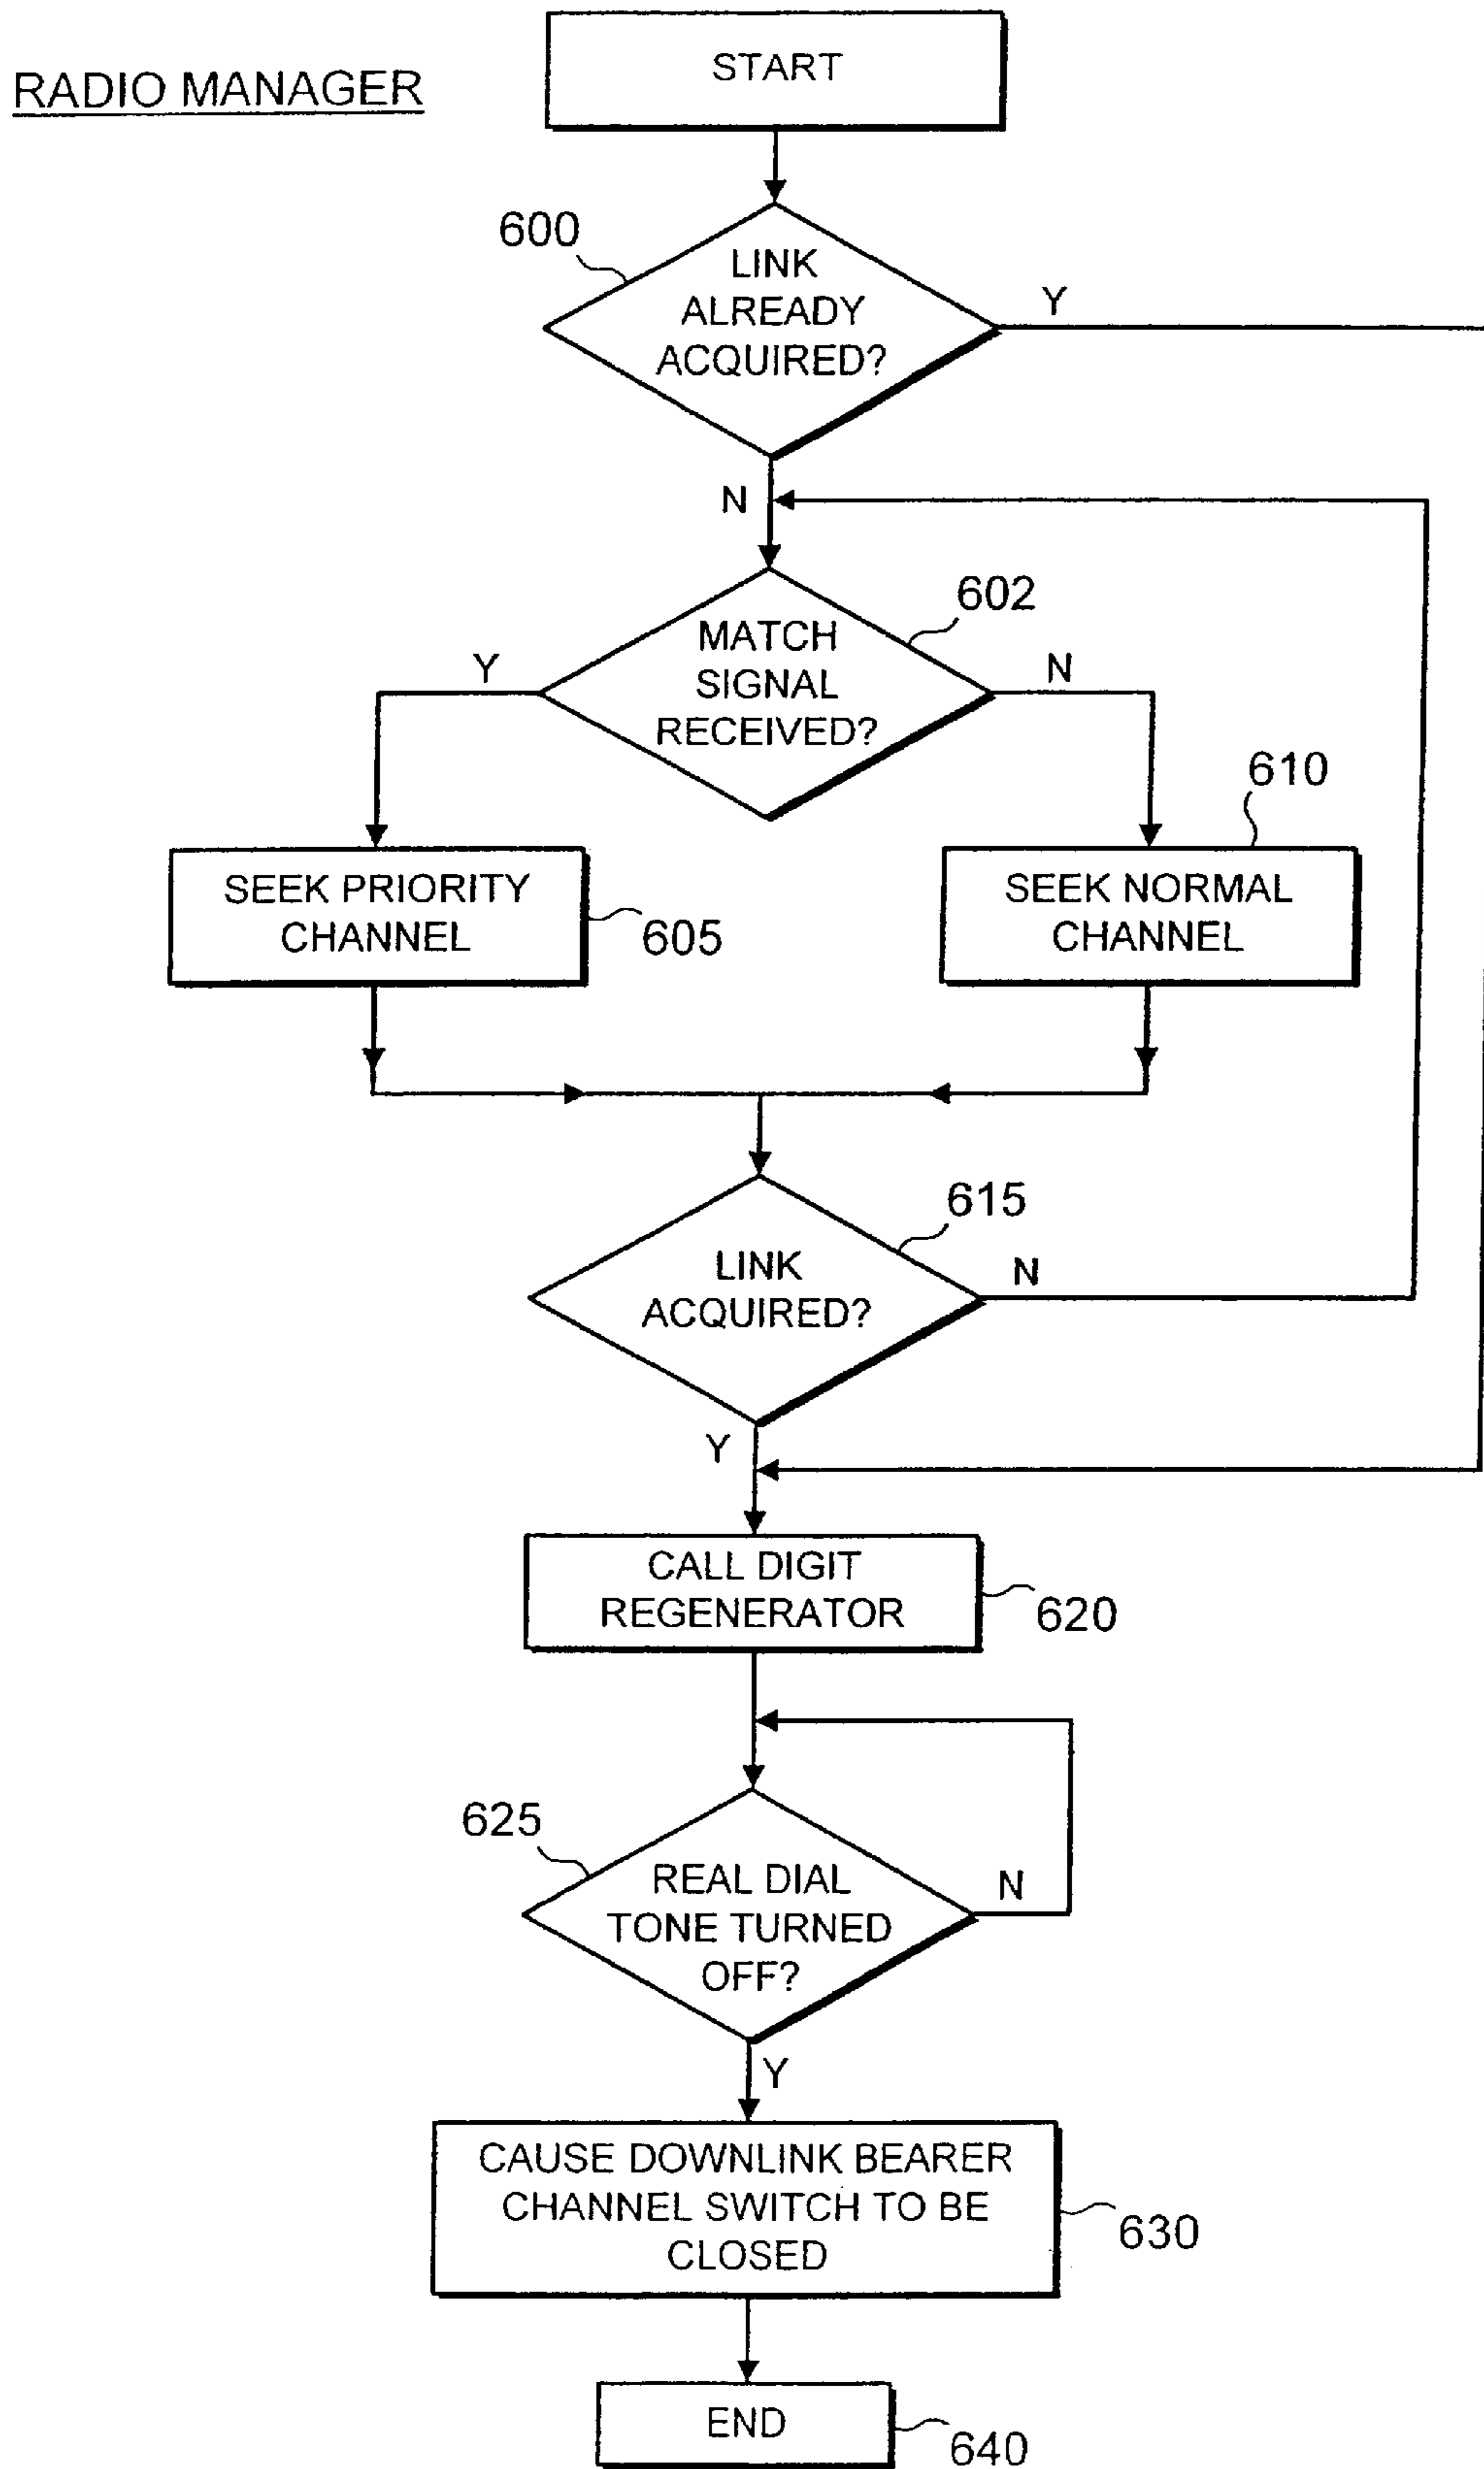 RADIO MANAGER
START
600
LINK
ALREADY
ACQUIRED?
Y
N
602
MATCH
SIGNAL
RECEIVED?
Y
N
610
SEEK PRIORITY
CHANNEL
605
SEEK NORMAL
CHANNEL
615
LINK
ACQUIRED?
N
Y
CALL DIGIT
REGENERATOR
620
625
REAL DIAL
TONE TURNED
OFF?
N
Y
CAUSE DOWNLINK BEARER
CHANNEL SWITCH TO BE
CLOSED
630
END
640